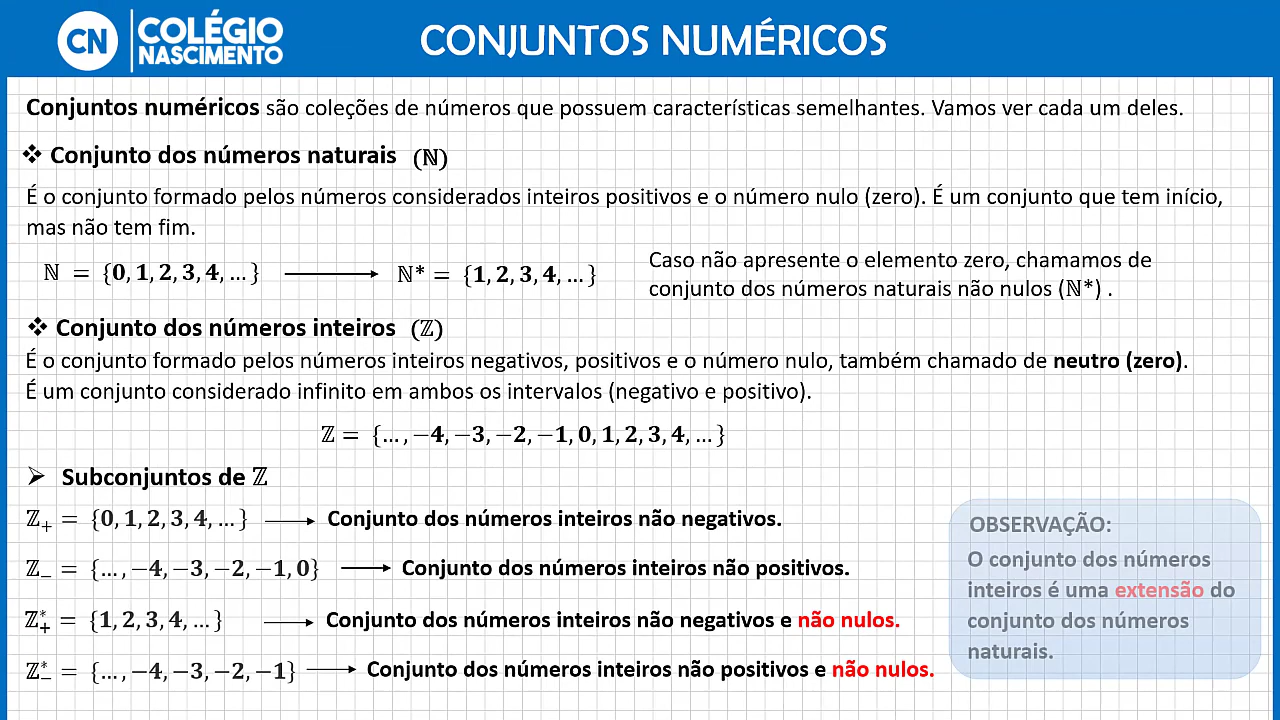 CN COLÉGIO
NASCIMENTO
CONJUNTOS NUMÉRICOS
Conjuntos numéricos são coleções de números que possuem características semelhantes. Vamos ver cada um deles.
❖ Conjunto dos números naturais (ℕ)
É o conjunto formado pelos números considerados inteiros positivos e o número nulo (zero). É um conjunto que tem início,
mas não tem fim.
ℕ = {0, 1, 2, 3, 4, ...} ⟶ ℕ* = {1, 2, 3, 4, ...}
Caso não apresente o elemento zero, chamamos de
conjunto dos números naturais não nulos (ℕ*) .
❖ Conjunto dos números inteiros (ℤ)
É o conjunto formado pelos números inteiros negativos, positivos e o número nulo, também chamado de neutro (zero).
É um conjunto considerado infinito em ambos os intervalos (negativo e positivo).
ℤ = {... , −4, −3, −2, −1, 0, 1, 2, 3, 4, ...}
➢ Subconjuntos de ℤ
ℤ₊ = {0, 1, 2, 3, 4, ...} ⟶ Conjunto dos números inteiros não negativos.
ℤ₋ = {... , −4, −3, −2, −1, 0} ⟶ Conjunto dos números inteiros não positivos.
ℤ₊* = {1, 2, 3, 4, ...} ⟶ Conjunto dos números inteiros não negativos e não nulos.
ℤ₋* = {... , −4, −3, −2, −1} ⟶ Conjunto dos números inteiros não positivos e não nulos.
OBSERVAÇÃO:
O conjunto dos números
inteiros é uma extensão do
conjunto dos números
naturais.